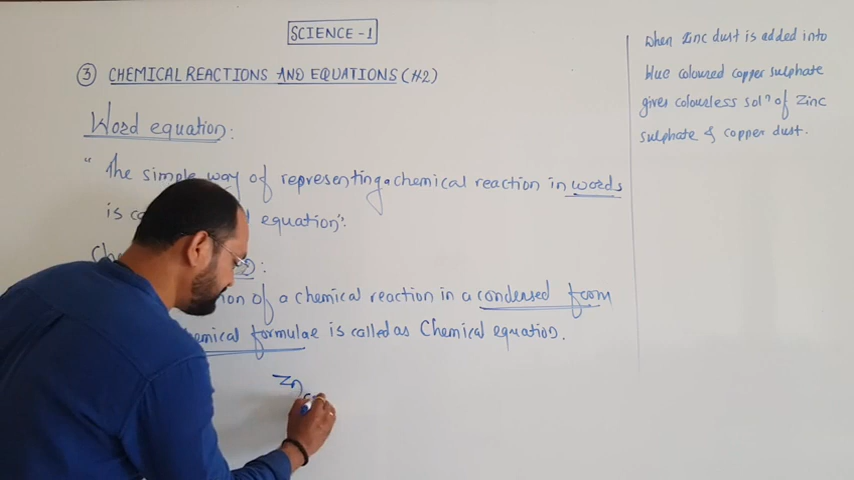 SCIENCE-1
③ CHEMICAL REACTIONS AND EQUATIONS (#2)
Word equation:
"The simple way of representing a chemical reaction in words
is equation".
of a chemical reaction in a condensed form
formulae is called as Chemical equation.
Zn
When Zinc dust is added into
blue coloured copper sulphate
gives colourless solⁿ of Zinc
sulphate & copper dust.